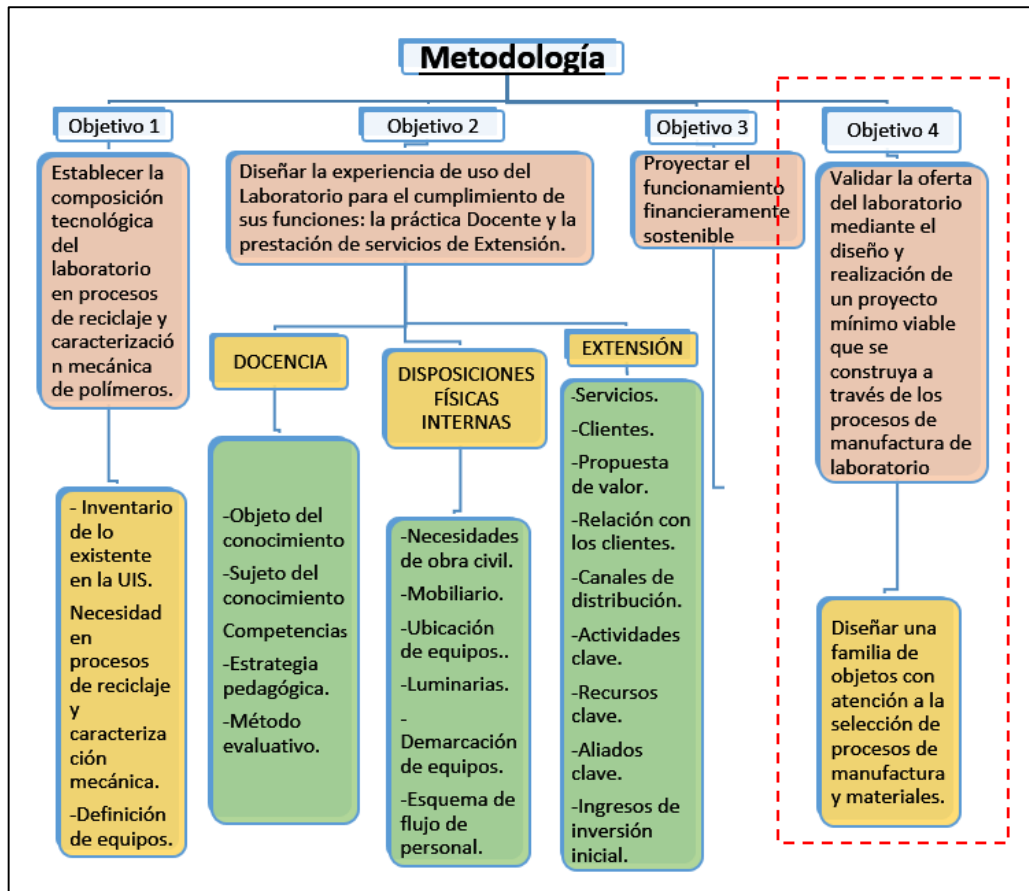 Metodología
Objetivo 1
Establecer la
composición
tecnológica
del
laboratorio
en procesos
de reciclaje y
caracterizació
n mecánica
de polímeros.
- Inventario
de lo
existente
en la UIS.
Necesidad
en
procesos
de reciclaje
y
caracteriza
ción
mecánica.
-Definición
de equipos.
Objetivo 2
Diseñar la experiencia de uso del
Laboratorio para el cumplimiento de
sus funciones: la práctica Docente y la
prestación de servicios de Extensión.
DOCENCIA
-Objeto del
conocimiento
-Sujeto del
conocimiento
Competencias
-Estrategia
pedagógica.
-Método
evaluativo.
DISPOSICIONES
FÍSICAS
INTERNAS
-Necesidades
de obra civil.
-Mobiliario.
-Ubicación
de equipos..
-Luminarias.
-
Demarcación
de equipos.
-Esquema de
flujo de
personal.
EXTENSIÓN
-Servicios.
-Clientes.
-Propuesta
de valor.
-Relación con
los clientes.
-Canales de
distribución.
-Actividades
clave.
-Recursos
clave.
-Aliados
clave.
-Ingresos de
inversión
inicial.
Objetivo 3
Proyectar el
funcionamiento
financieramente
sostenible
Objetivo 4
Validar la oferta
del laboratorio
mediante el
diseño y
realización de
un proyecto
mínimo viable
que se
construya a
través de los
procesos de
manufactura de
laboratorio
Diseñar una
familia de
objetos con
atención a la
selección de
procesos de
manufactura
y materiales.